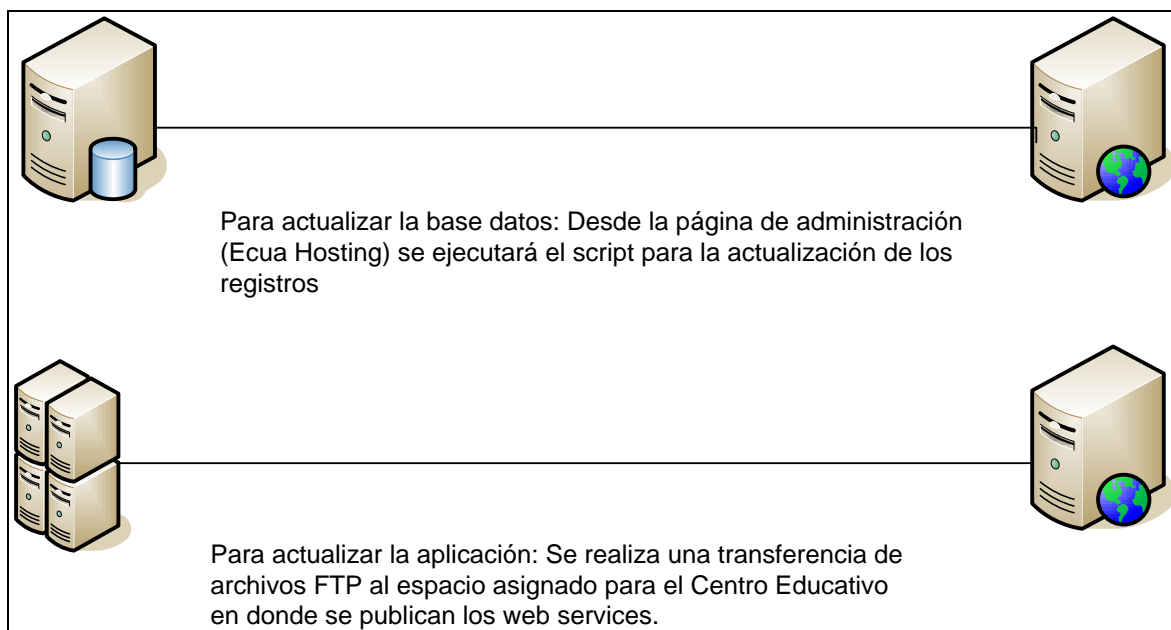 Para actualizar la base datos: Desde la página de administración
(Ecua Hosting) se ejecutará el script para la actualización de los
registros
Para actualizar la aplicación: Se realiza una transferencia de
archivos FTP al espacio asignado para el Centro Educativo
en donde se publican los web services.